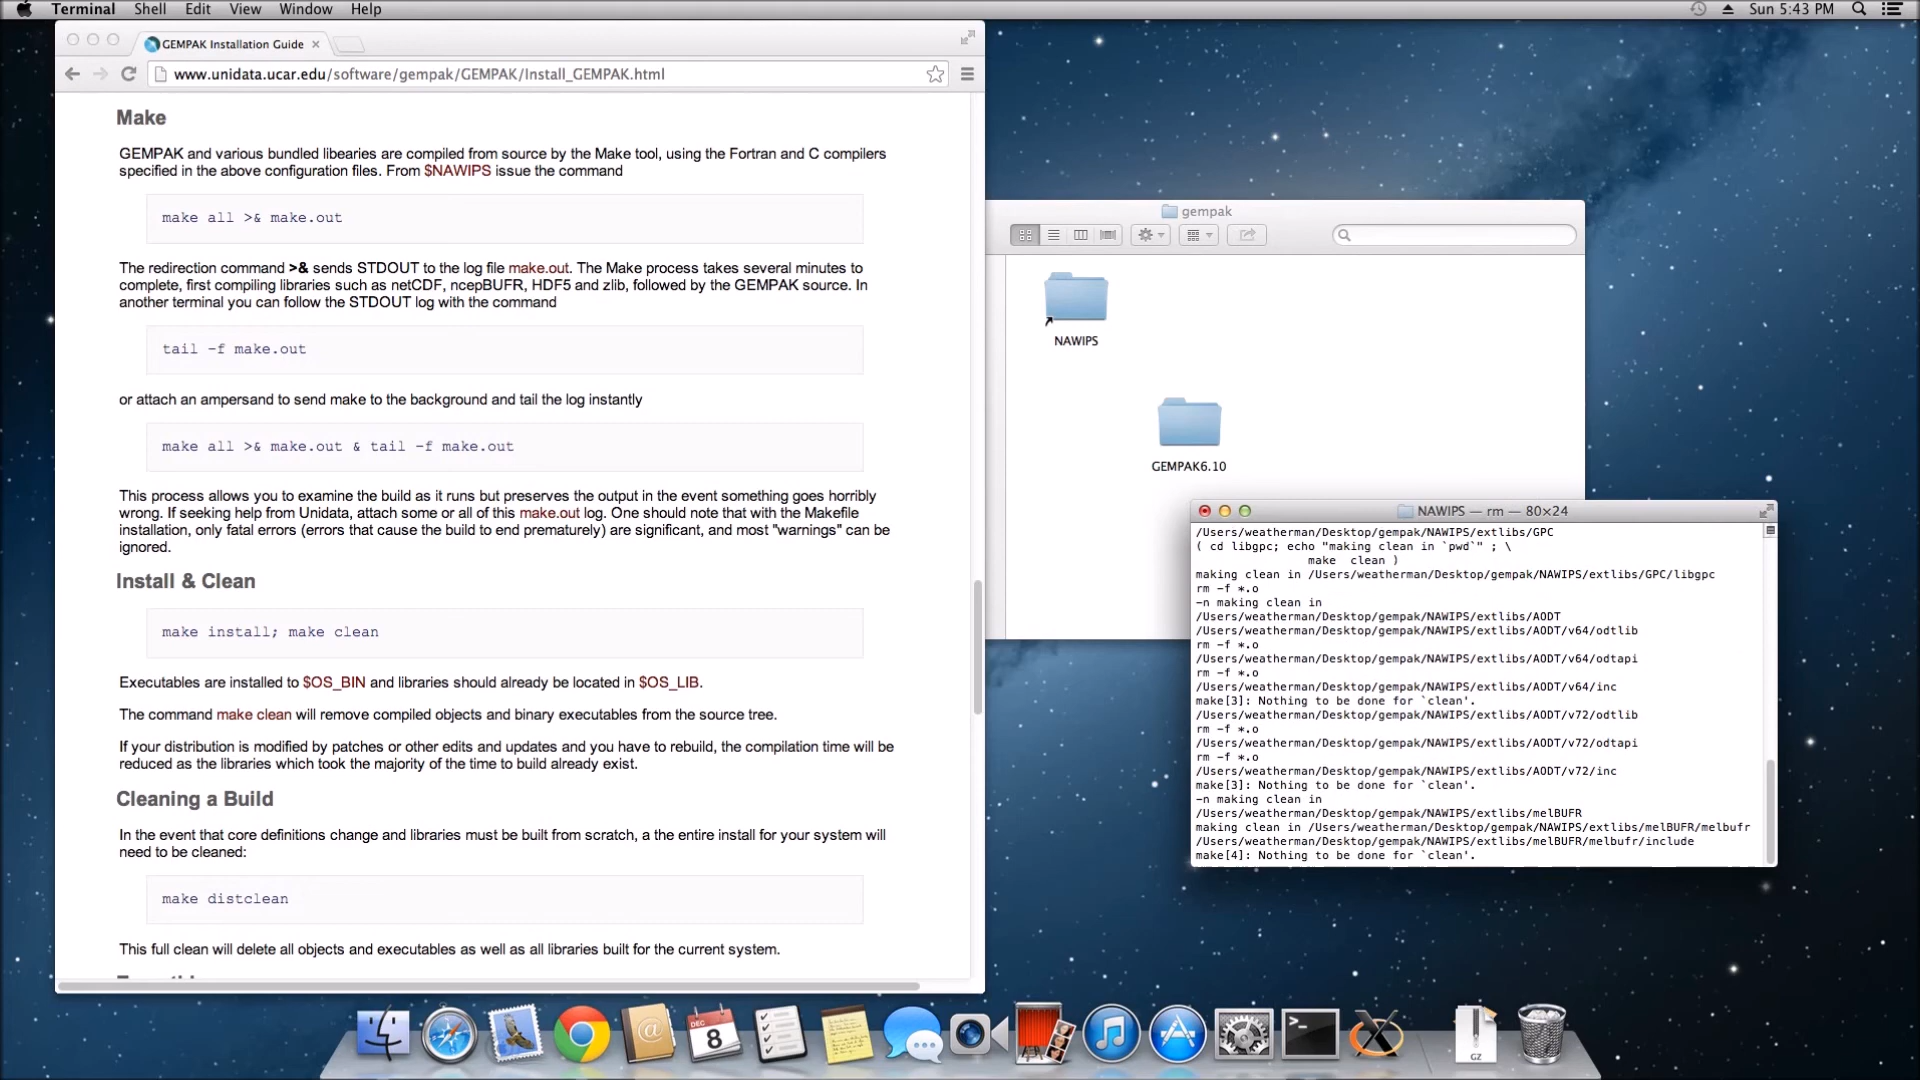 Terminal Shell Edit View Window Help
Sun 5:43 PM
GEMPAK Installation Guide
www.unidata.ucar.edu/software/gempak/GEMPAK/Install_GEMPAK.html
Make
GEMPAK and various bundled libearies are compiled from source by the Make tool, using the Fortran and C compilers
specified in the above configuration files. From $NAWIPS issue the command
make all >& make.out
The redirection command >& sends STDOUT to the log file make.out. The Make process takes several minutes to
complete, first compiling libraries such as netCDF, ncepBUFR, HDF5 and zlib, followed by the GEMPAK source. In
another terminal you can follow the STDOUT log with the command
tail -f make.out
or attach an ampersand to send make to the background and tail the log instantly
make all >& make.out & tail -f make.out
This process allows you to examine the build as it runs but preserves the output in the event something goes horribly
wrong. If seeking help from Unidata, attach some or all of this make.out log. One should note that with the Makefile
installation, only fatal errors (errors that cause the build to end prematurely) are significant, and most "warnings" can be
ignored.
Install & Clean
make install; make clean
Executables are installed to $OS_BIN and libraries should already be located in $OS_LIB.
The command make clean will remove compiled objects and binary executables from the source tree.
If your distribution is modified by patches or other edits and you have to rebuild, the compilation time will be
reduced as the libraries which took the majority of the time to build already exist.
Cleaning a Build
In the event that core definitions change and libraries must be built from scratch, a the entire install for your system will
need to be cleaned:
make distclean
This full clean will delete all objects and executables as well as all libraries built for the current system.
gempak
NAWIPS
GEMPAK6.10
NAWIPS — rm — 80×24
/Users/weatherman/Desktop/gempak/NAWIPS/extlibs/GPC
( cd libgpc; echo "making clean in `pwd`" ; \
make clean )
making clean in /Users/weatherman/Desktop/gempak/NAWIPS/extlibs/GPC/libgpc
rm -f *.o
-n making clean in
/Users/weatherman/Desktop/gempak/NAWIPS/extlibs/AODT
/Users/weatherman/Desktop/gempak/NAWIPS/extlibs/AODT/v64/odtlib
rm -f *.o
/Users/weatherman/Desktop/gempak/NAWIPS/extlibs/AODT/v64/odtapi
rm -f *.o
/Users/weatherman/Desktop/gempak/NAWIPS/extlibs/AODT/v64/inc
make[3]: Nothing to be done for `clean'.
/Users/weatherman/Desktop/gempak/NAWIPS/extlibs/AODT/v72/odtlib
rm -f *.o
/Users/weatherman/Desktop/gempak/NAWIPS/extlibs/AODT/v72/odtapi
rm -f *.o
/Users/weatherman/Desktop/gempak/NAWIPS/extlibs/AODT/v72/inc
make[3]: Nothing to be done for `clean'.
-n making clean in
/Users/weatherman/Desktop/gempak/NAWIPS/extlibs/melBUFR
making clean in /Users/weatherman/Desktop/gempak/NAWIPS/extlibs/melBUFR/melbufr
/Users/weatherman/Desktop/gempak/NAWIPS/extlibs/melBUFR/melbufr/include
make[4]: Nothing to be done for `clean'.
DEC
8
GZ